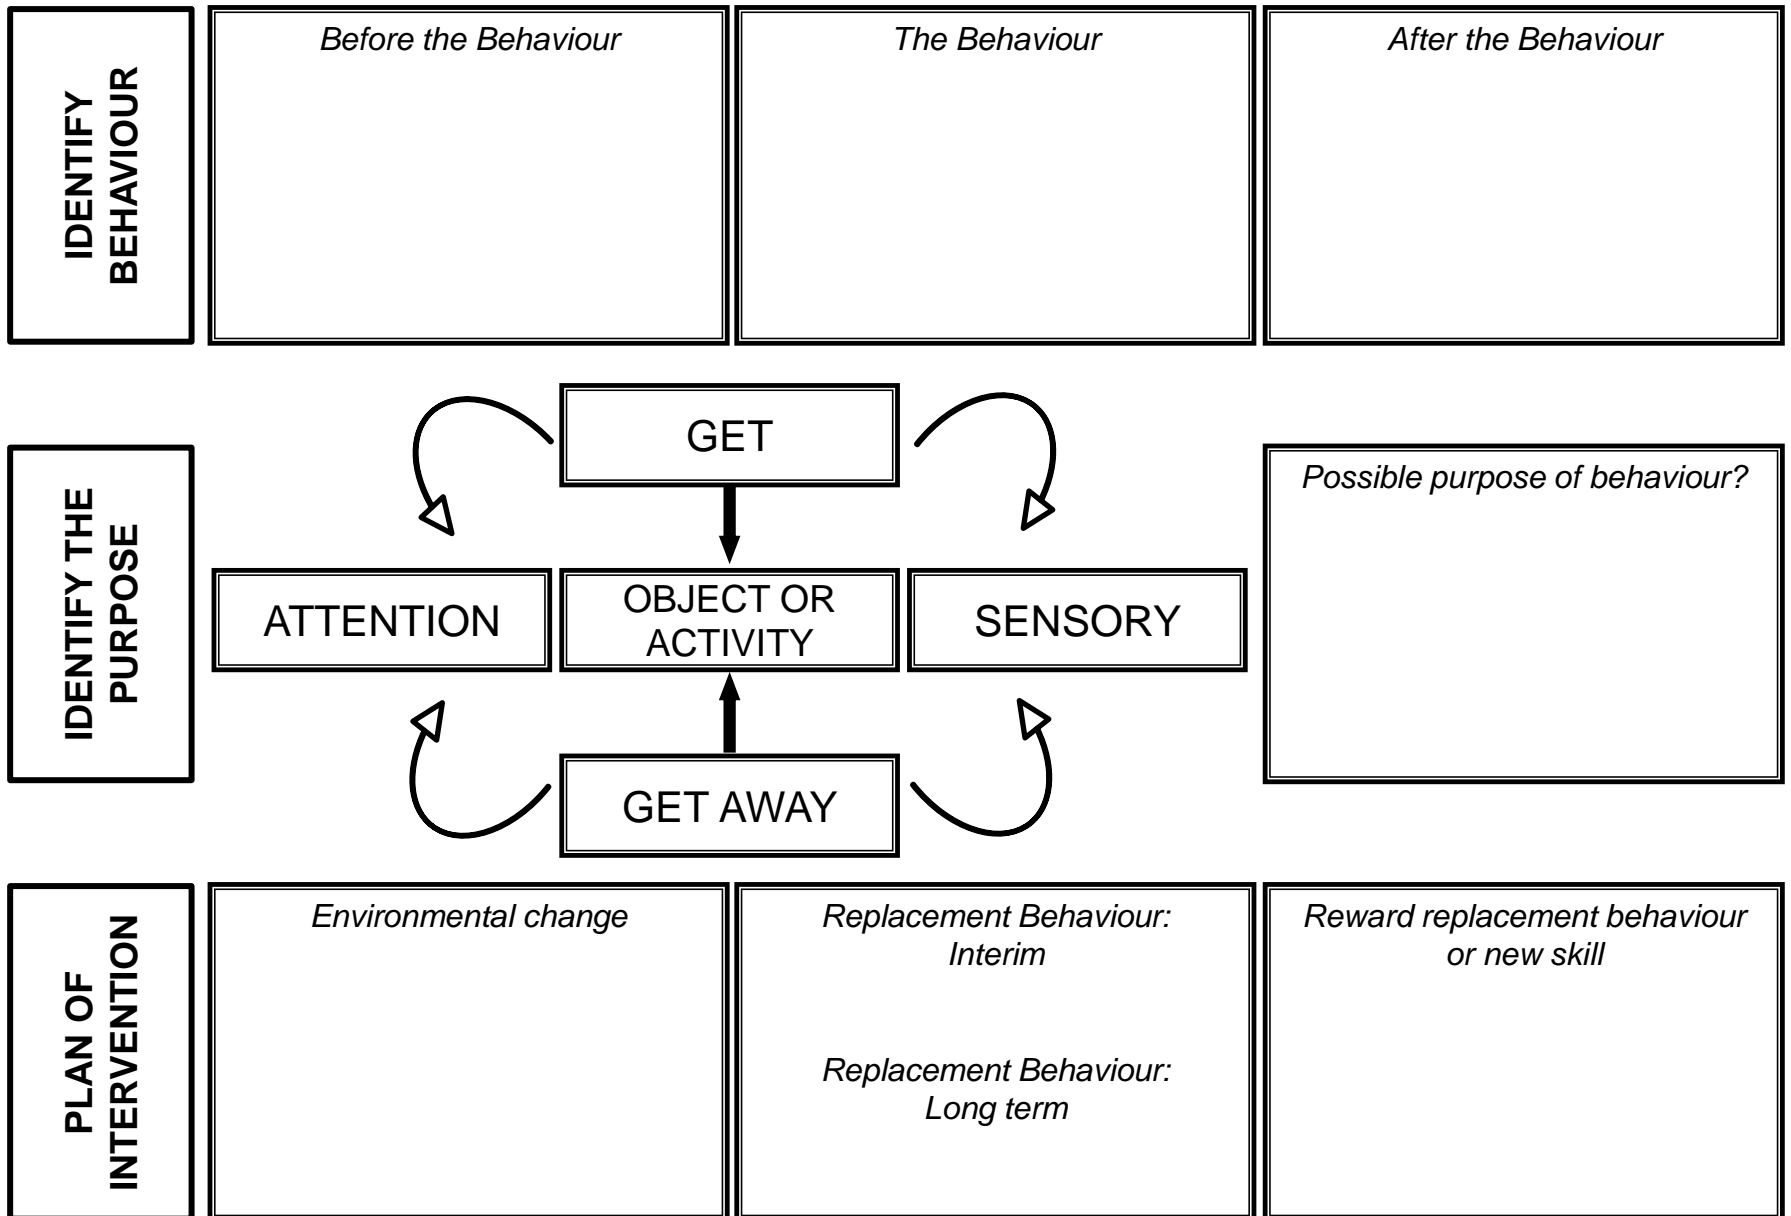 IDENTIFY
BEHAVIOUR
Before the Behaviour
The Behaviour
After the Behaviour
IDENTIFY THE
PURPOSE
GET
ATTENTION
OBJECT OR
ACTIVITY
SENSORY
GET AWAY
Possible purpose of behaviour?
PLAN OF
INTERVENTION
Environmental change
Replacement Behaviour:
Interim
Replacement Behaviour:
Long term
Reward replacement behaviour
or new skill